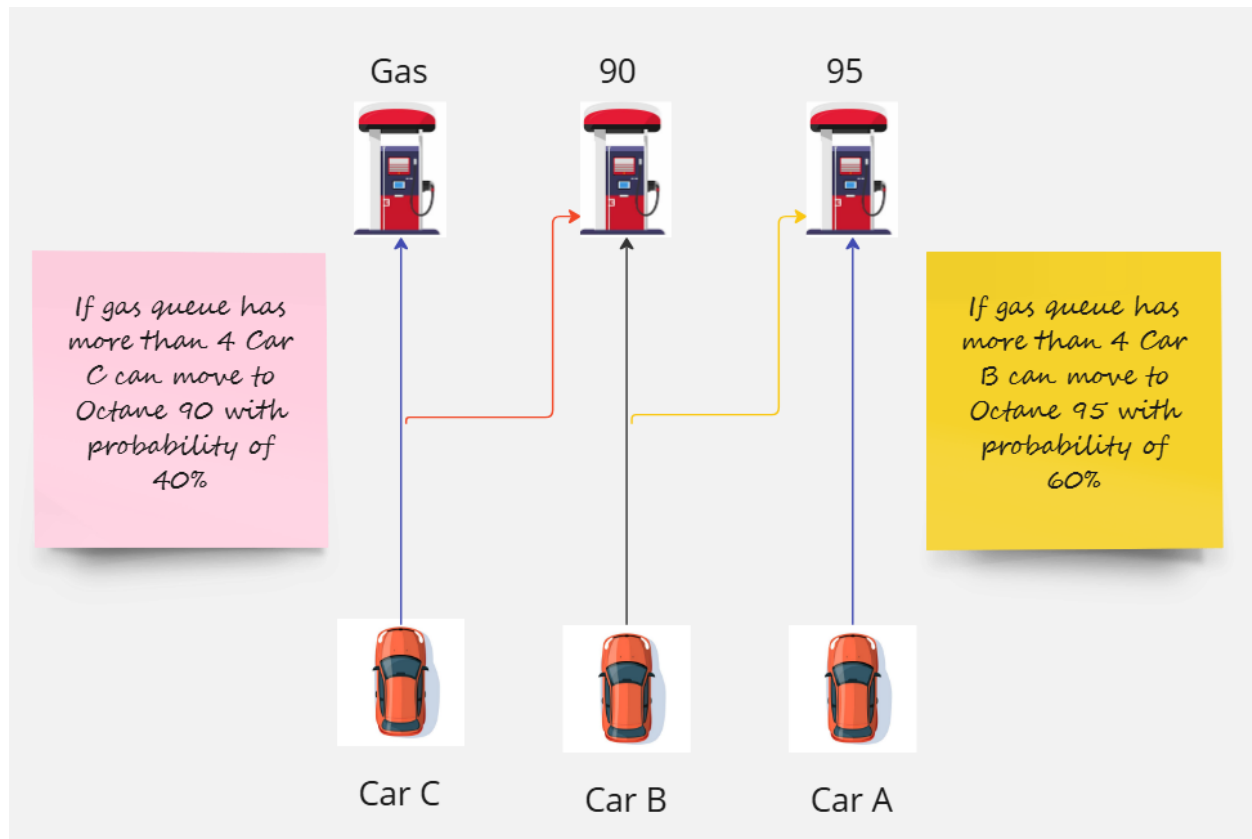 Gas
90
95
If gas queue has
more than 4 Car
C can move to
Octane 90 with
probability of
40%
If gas queue has
more than 4 Car
B can move to
Octane 95 with
probability of
60%
Car C
Car B
Car A